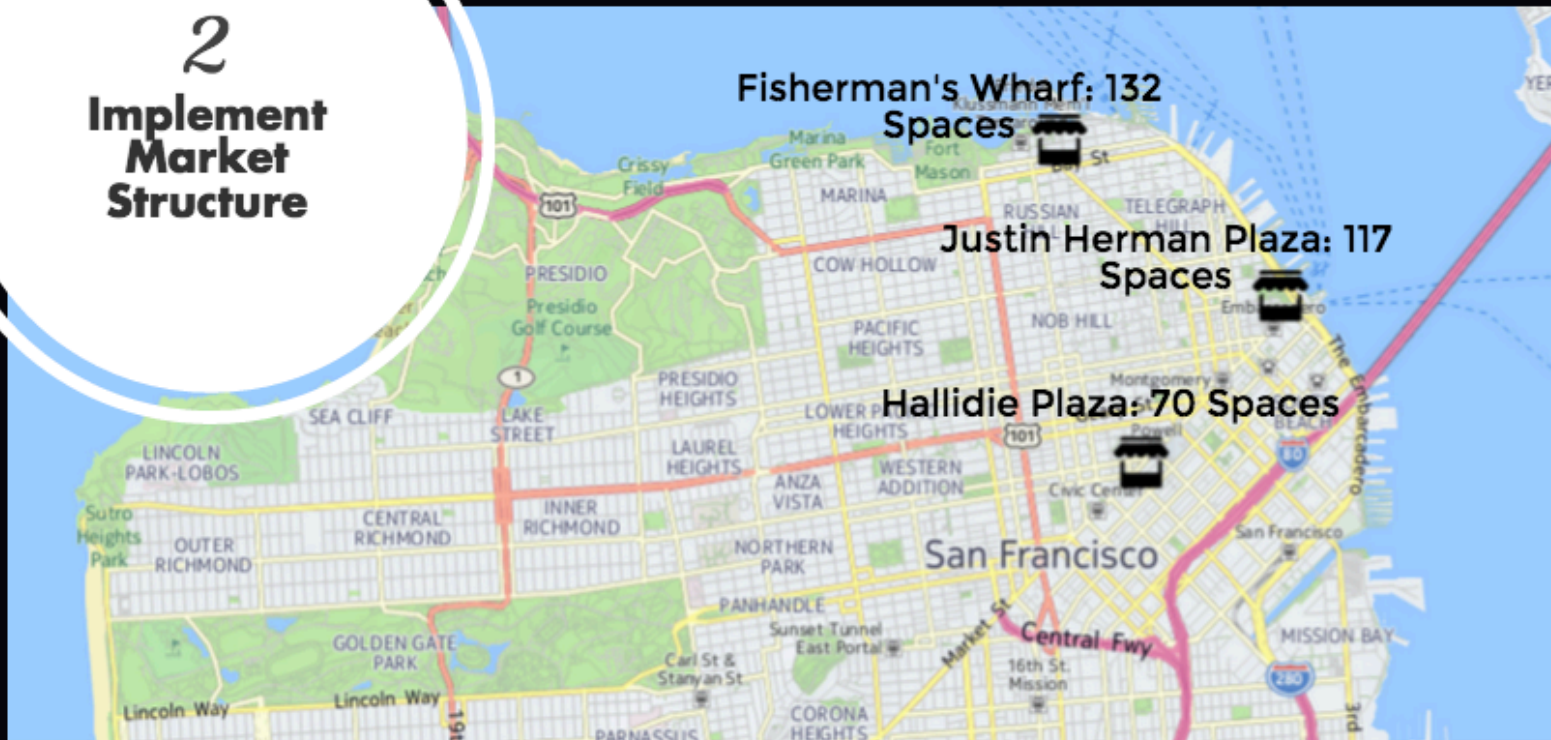 2
Implement
Market
Structure
Fisherman's Wharf: 132
Spaces
Justin Herman Plaza: 117
Spaces
Hallidie Plaza: 70 Spaces
Marina
Green Park
Crissy
Field
Fort
Mason
St
101
MARINA
RUSSIAN
TELEGRAPH
COW HOLLOW
PRESIDIO
Presidio
Golf Course
NOB HILL
PACIFIC
HEIGHTS
The Embarcadero
1
PRESIDIO
HEIGHTS
Montgomery
SEA CLIFF
LAKE
STREET
LOWER
HEIGHTS
101
Powell
BEACH
80
LINCOLN
PARK-LOBOS
LAUREL
HEIGHTS
WESTERN
ADDITION
ANZA
VISTA
Civic Center
Sutro
Heights
Park
OUTER
RICHMOND
CENTRAL
RICHMOND
INNER
RICHMOND
NORTHERN
PARK
San Francisco
San Francisco
PANHANDLE
Sunset Tunnel
East Portal
Market St
Central Fwy
MISSION BAY
GOLDEN GATE
PARK
Carl St &
Stanyan St
16th St.
Mission
280
Lincoln Way
Lincoln Way
CORONA
HEIGHTS
PARNASSUS
3rd